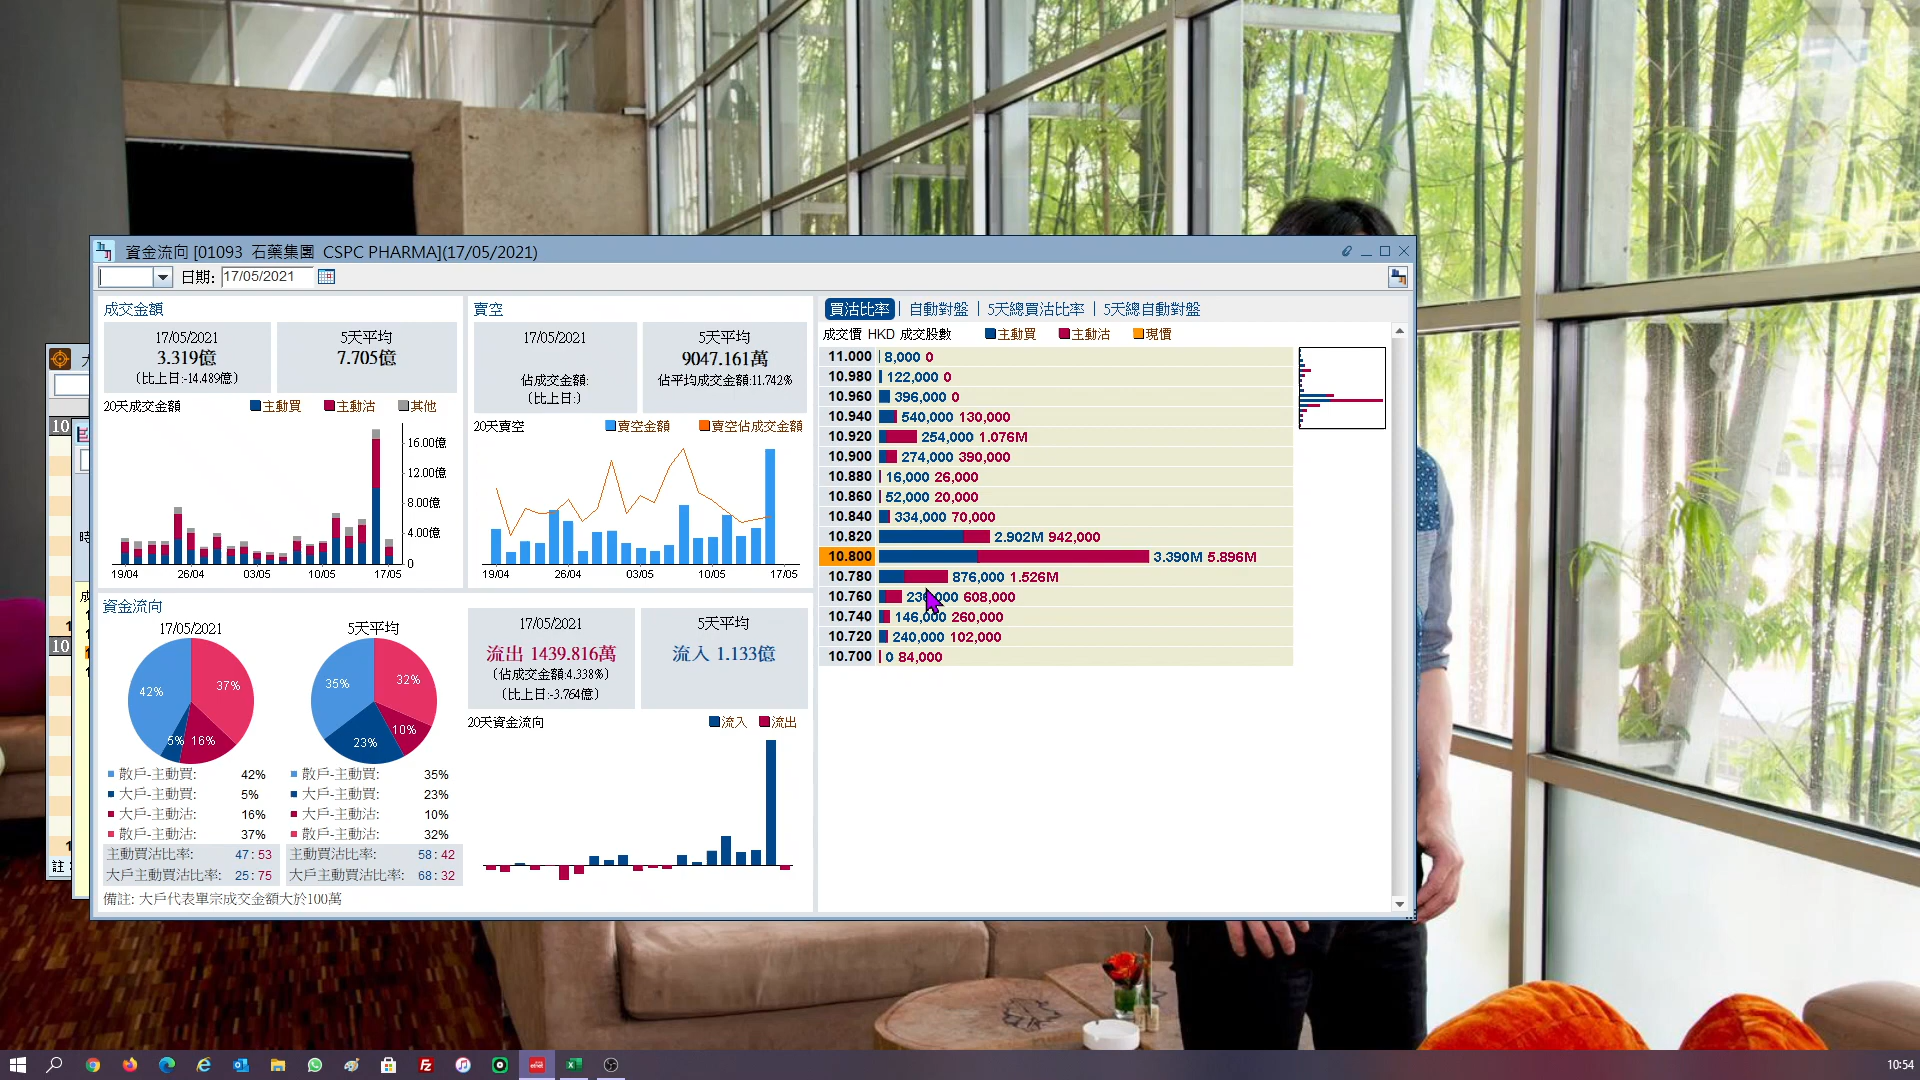 資金流向 [01093 石藥集團 CSPC PHARMA](17/05/2021)
日期: 17/05/2021
成交金額
17/05/2021
3.319億
(比上日:-14.489億)
5天平均
7.705億
20天成交金額 主動買 主動沽 其他
16.00億
12.00億
8.00億
4.00億
0
19/04 26/04 03/05 10/05 17/05
賣空
17/05/2021
佔成交金額:
(比上日:)
5天平均
9047.161萬
佔平均成交金額:11.742%
20天賣空 賣空金額 賣空佔成交金額
19/04 26/04 03/05 10/05 17/05
資金流向
17/05/2021
42% 37% 5% 16%
5天平均
35% 32% 23% 10%
散戶-主動買: 42%
大戶-主動買: 5%
大戶-主動沽: 16%
散戶-主動沽: 37%
主動買沽比率: 47:53
大戶主動買沽比率: 25:75
散戶-主動買: 35%
大戶-主動買: 23%
大戶-主動沽: 10%
散戶-主動沽: 32%
主動買沽比率: 58:42
大戶主動買沽比率: 68:32
備註: 大戶代表單宗成交金額大於100萬
17/05/2021
流出 1439.816萬
(佔成交金額:4.338%)
(比上日:-3.764億)
5天平均
流入 1.133億
20天資金流向 流入 流出
買沽比率 | 自動對盤 | 5天總買沽比率 | 5天總自動對盤
成交價 HKD 成交股數 主動買 主動沽 現價
11.000 8,000 0
10.980 122,000 0
10.960 396,000 0
10.940 540,000 130,000
10.920 254,000 1.076M
10.900 274,000 390,000
10.880 16,000 26,000
10.860 52,000 20,000
10.840 334,000 70,000
10.820 2.902M 942,000
10.800 3.390M 5.896M
10.780 876,000 1.526M
10.760 608,000
10.740 146,000 260,000
10.720 240,000 102,000
10.700 0 84,000
10
10
10:54